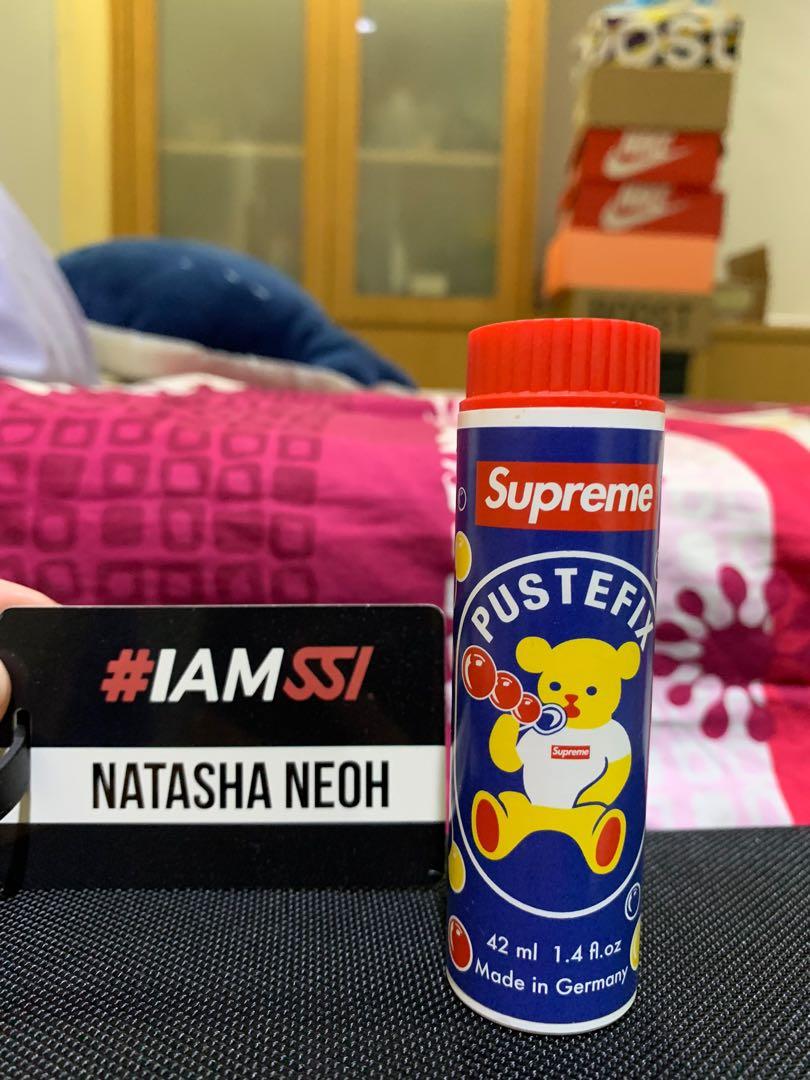 #IAMSSI
NATASHA NEOH
Supreme
PUSTEFIX
Supreme
42 ml 1.4 fl.oz
Made in Germany